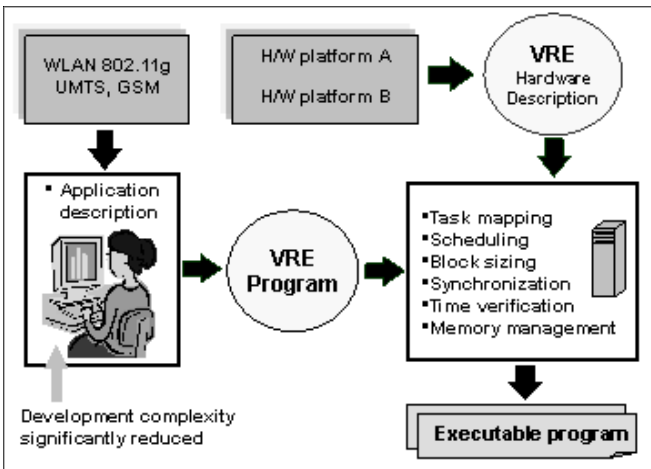 WLAN 802.11g
UMTS, GSM
H/W platform A
H/W platform B
VRE
Hardware
Description
▪ Application
description
VRE
Program
▪Task mapping
▪Scheduling
▪Block sizing
▪Synchronization
▪Time verification
▪Memory management
Development complexity
significantly reduced
Executable program